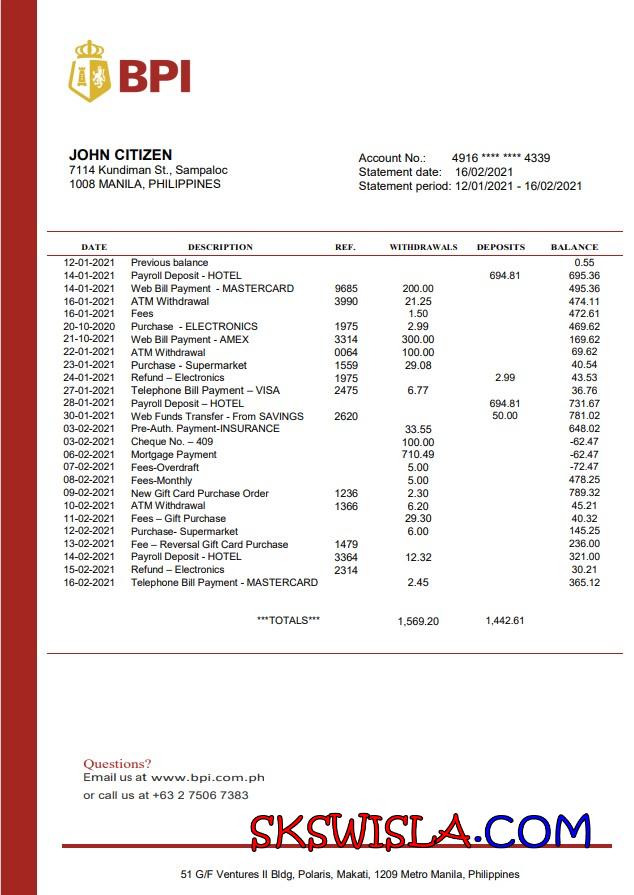 BPI
JOHN CITIZEN
7114 Kundiman St., Sampaloc
1008 MANILA, PHILIPPINES
Account No.: 4916 **** **** 4339
Statement date: 16/02/2021
Statement period: 12/01/2021 - 16/02/2021
DATE DESCRIPTION REF. WITHDRAWALS DEPOSITS BALANCE
12-01-2021 Previous balance 0.55
14-01-2021 Payroll Deposit - HOTEL 694.81 695.36
14-01-2021 Web Bill Payment - MASTERCARD 9685 200.00 495.36
16-01-2021 ATM Withdrawal 3990 21.25 474.11
16-01-2021 Fees 1.50 472.61
20-10-2020 Purchase - ELECTRONICS 1975 2.99 469.62
21-10-2021 Web Bill Payment - AMEX 3314 300.00 169.62
22-01-2021 ATM Withdrawal 0064 100.00 69.62
23-01-2021 Purchase - Supermarket 1559 29.08 40.54
24-01-2021 Refund – Electronics 1975 2.99 43.53
27-01-2021 Telephone Bill Payment – VISA 2475 6.77 36.76
28-01-2021 Payroll Deposit – HOTEL 694.81 731.67
30-01-2021 Web Funds Transfer - From SAVINGS 2620 50.00 781.02
03-02-2021 Pre-Auth. Payment-INSURANCE 33.55 648.02
03-02-2021 Cheque No. – 409 100.00 -62.47
06-02-2021 Mortgage Payment 710.49 -62.47
07-02-2021 Fees-Overdraft 5.00 -72.47
08-02-2021 Fees-Monthly 5.00 478.25
09-02-2021 New Gift Card Purchase Order 1236 2.30 789.32
10-02-2021 ATM Withdrawal 1366 6.20 45.21
11-02-2021 Fees – Gift Purchase 29.30 40.32
12-02-2021 Purchase- Supermarket 6.00 145.25
13-02-2021 Fee – Reversal Gift Card Purchase 1479 236.00
14-02-2021 Payroll Deposit - HOTEL 3364 12.32 321.00
15-02-2021 Refund – Electronics 2314 30.21
16-02-2021 Telephone Bill Payment - MASTERCARD 2.45 365.12
***TOTALS*** 1,569.20 1,442.61
Questions?
Email us at www.bpi.com.ph
or call us at +63 2 7506 7383
SKSWISLA.COM
51 G/F Ventures II Bldg, Polaris, Makati, 1209 Metro Manila, Philippines